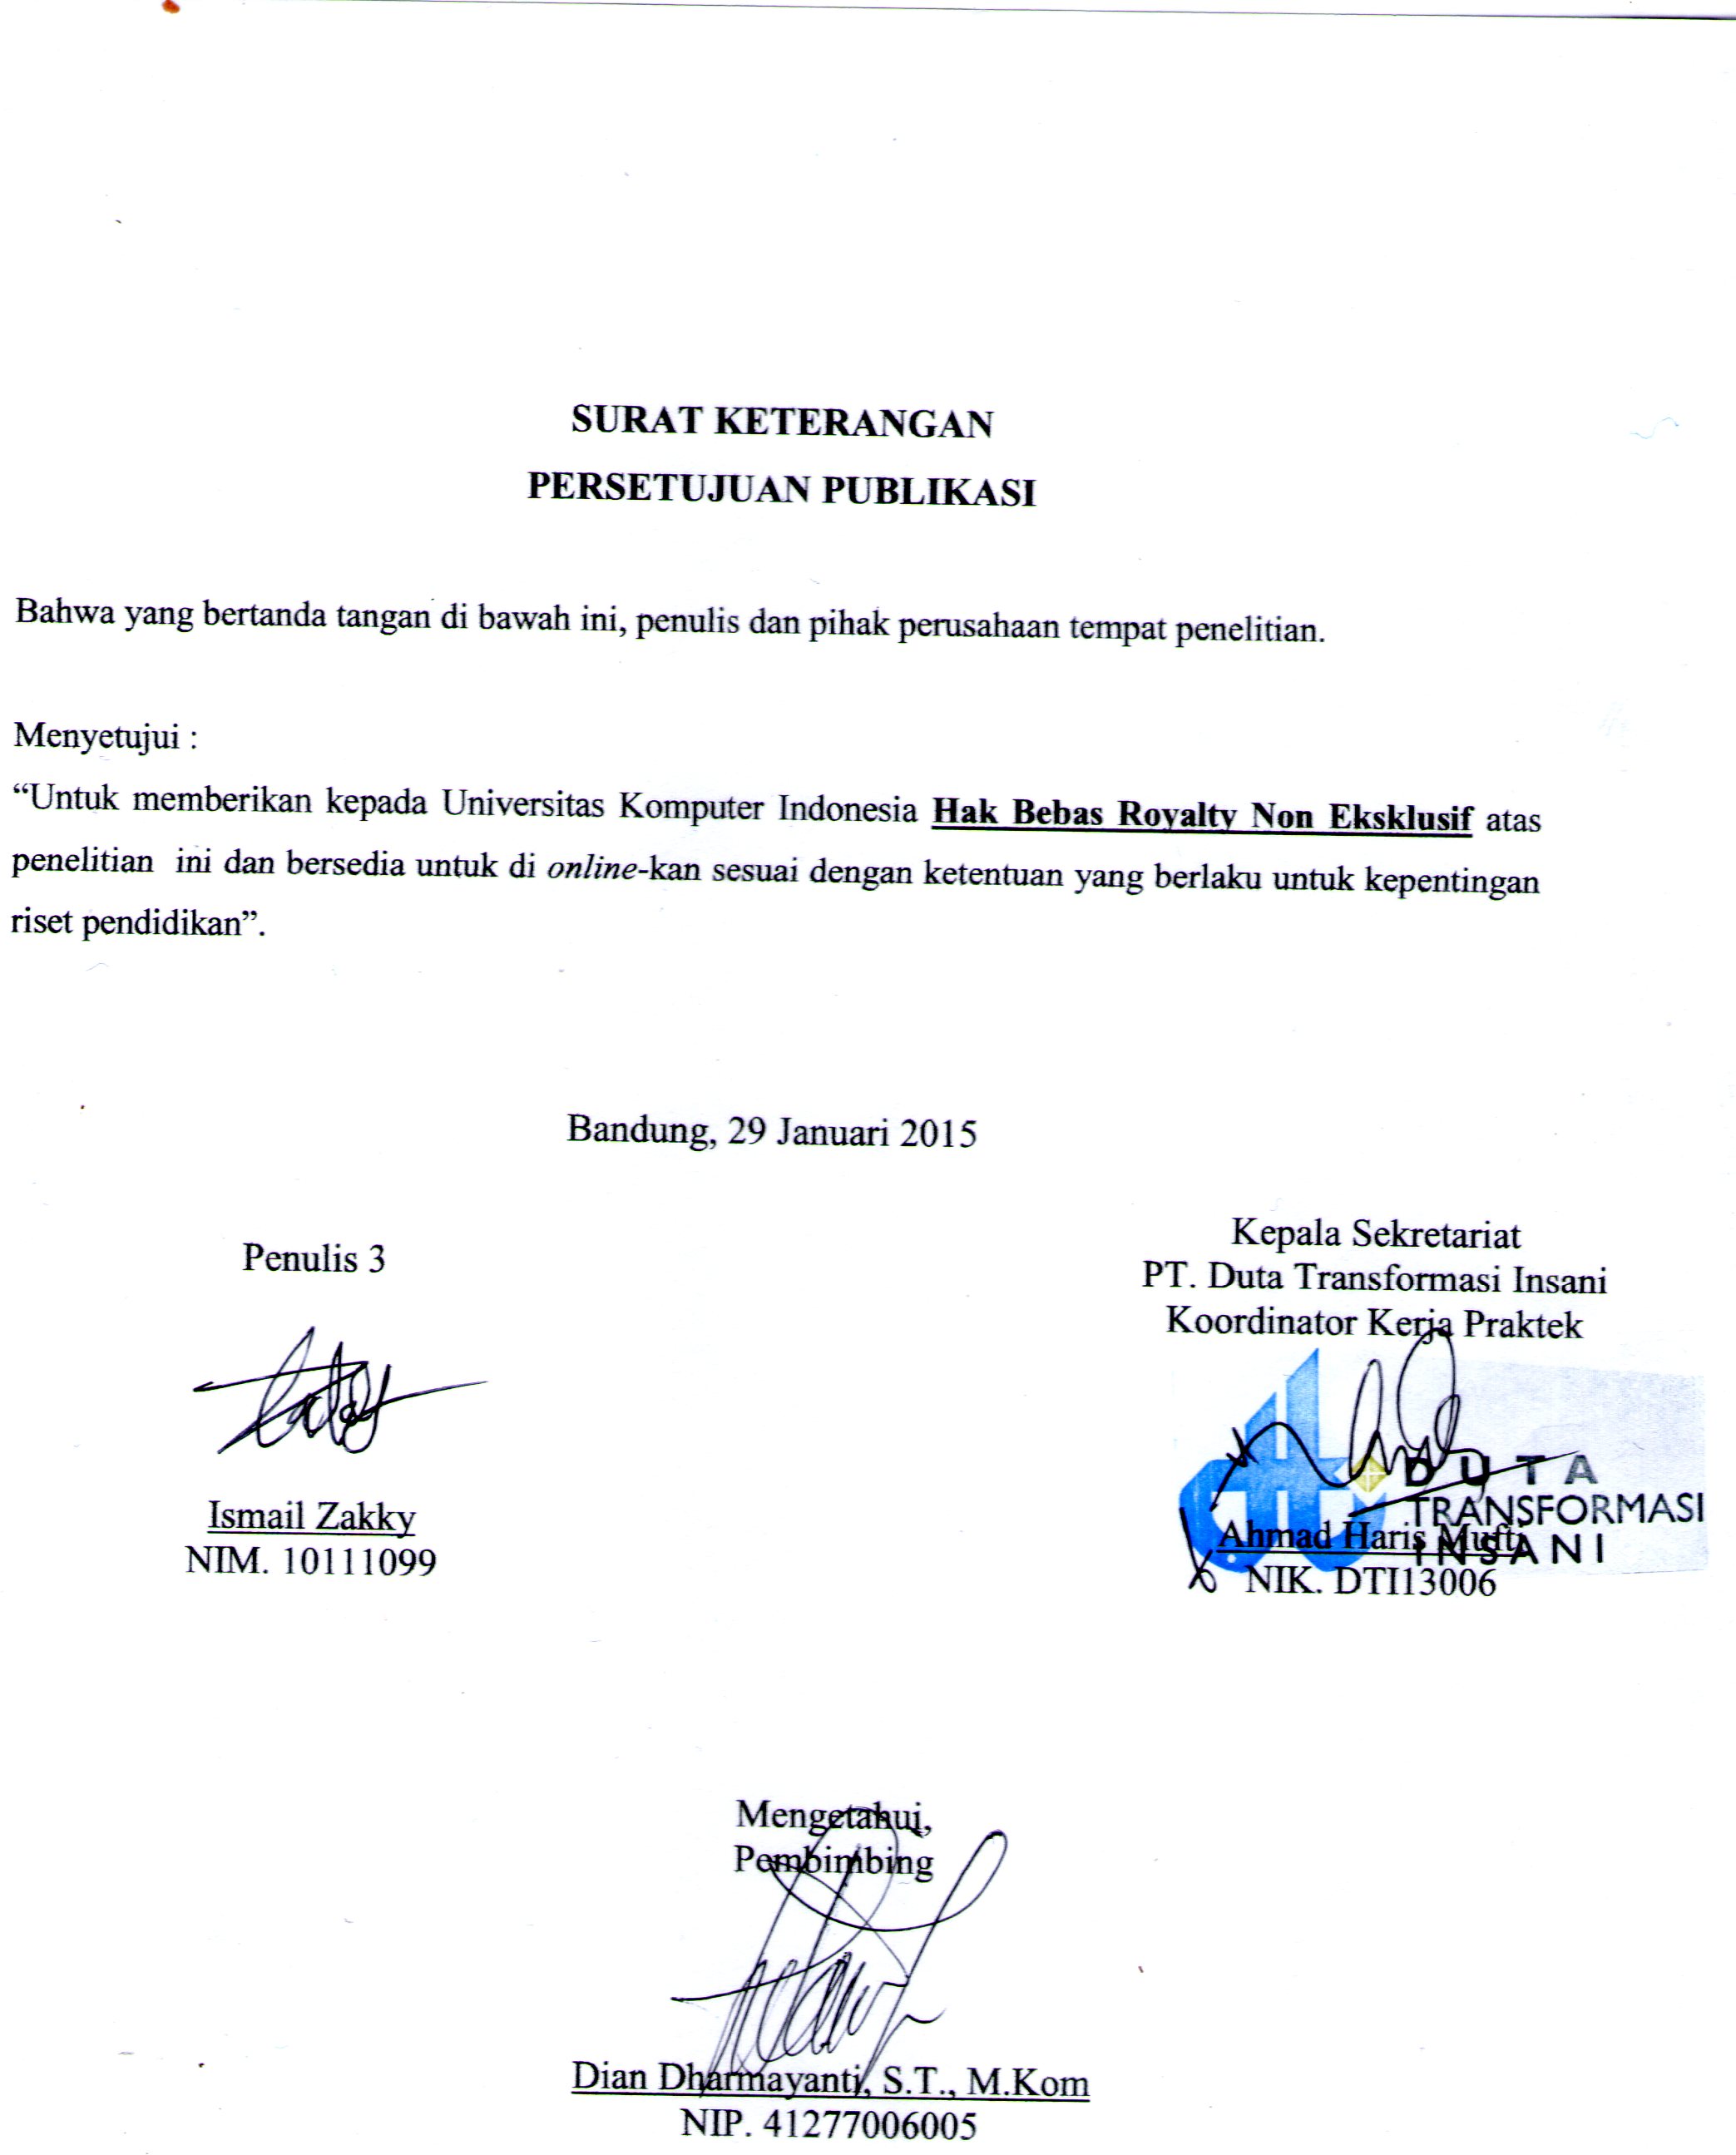 SURAT KETERANGAN
PERSETUJUAN PUBLIKASI
Bahwa yang bertanda tangan di bawah ini, penulis dan pihak perusahaan tempat penelitian.
Menyetujui :
“Untuk memberikan kepada Universitas Komputer Indonesia Hak Bebas Royalty Non Eksklusif atas
penelitian ini dan bersedia untuk di online-kan sesuai dengan ketentuan yang berlaku untuk kepentingan
riset pendidikan”.
Bandung, 29 Januari 2015
Penulis 3
Ismail Zakky
NIM. 10111099
Kepala Sekretariat
PT. Duta Transformasi Insani
Koordinator Kerja Praktek
DUTA
TRANSFORMASI
INSANI
Ahmad Haris Mufti
NIK. DTI13006
Mengetahui,
Pembimbing
Dian Dharmayanti, S.T., M.Kom
NIP. 41277006005